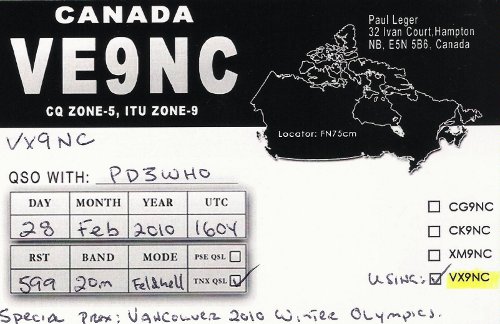 CANADA
VE9NC
CQ ZONE-5, ITU ZONE-9
Paul Leger
32 Ivan Court,Hampton
NB, E5N 5B6, Canada
Locator: FN75cm
VX9NC
QSO WITH: PD3WHO
DAY MONTH YEAR UTC
28 Feb 2010 1604
RST BAND MODE PSE QSL
599 20m Feldhell TNX QSL
CG9NC
CK9NC
XM9NC
USING: VX9NC
Special Prex: VANCOUVER 2010 WINTER OLYMPICS.